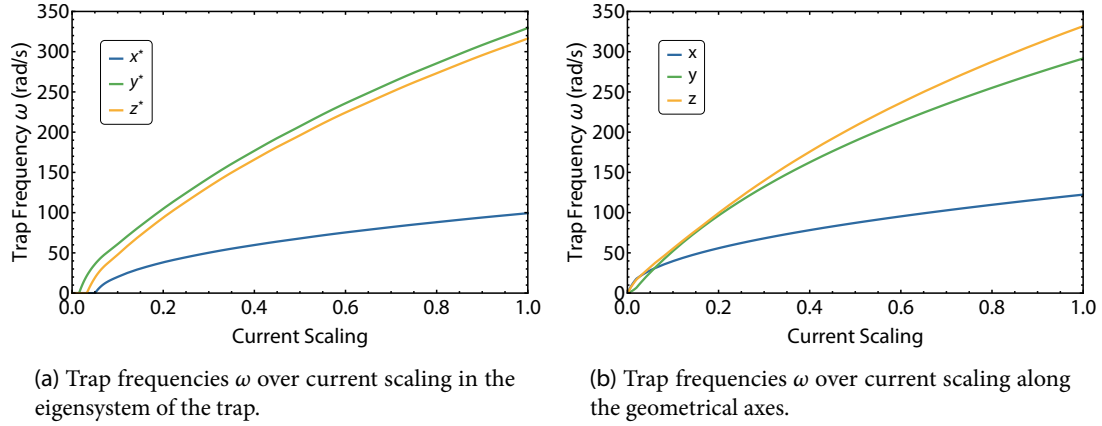 350
300
250
200
150
100
50
0
Trap Frequency ω (rad/s)
x*
y*
z*
0.0 0.2 0.4 0.6 0.8 1.0
Current Scaling
(a) Trap frequencies ω over current scaling in the
eigensystem of the trap.
350
300
250
200
150
100
50
0
Trap Frequency ω (rad/s)
x
y
z
0.0 0.2 0.4 0.6 0.8 1.0
Current Scaling
(b) Trap frequencies ω over current scaling along
the geometrical axes.